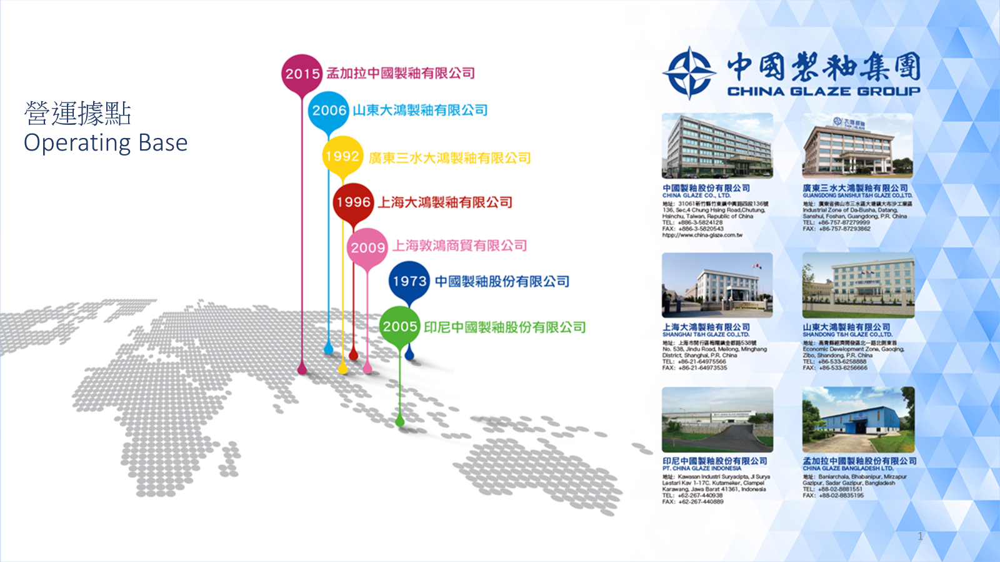 營運據點
Operating Base
2015 孟加拉中國製釉有限公司
2006 山東大鴻製釉有限公司
1992 廣東三水大鴻製釉有限公司
1996 上海大鴻製釉有限公司
2009 上海敦鴻商貿有限公司
1973 中國製釉股份有限公司
2005 印尼中國製釉股份有限公司
中國製釉集團
CHINA GLAZE GROUP
中國製釉股份有限公司
CHINA GLAZE CO., LTD.
地址: 31061新竹縣竹東鎮中興路四段136號
136, Sec,4 Chung Hsing Road,Chutung,
Hsinchu, Taiwan, Republic of China
TEL: +886-3-5824128
FAX: +886-3-5820543
htpp://www.china-glaze.com.tw
廣東三水大鴻製釉有限公司
GUANGDONG SANSHUI T&H GLAZE CO.,LTD.
地址: 廣東省佛山市三水區大塘鎮大布沙工業區
Industrial Zone of Da-Busha, Datang,
Sanshui, Foshan, Guangdong, P.R. China
TEL: +86-757-87279999
FAX: +86-757-87293862
上海大鴻製釉有限公司
SHANGHAI T&H GLAZE CO.,LTD.
地址: 上海市閔行區梅隴鎮金都路538號
No. 538, Jindu Road, Meilong, Minghang
District, Shanghai, P.R. China
TEL: +86-21-64975566
FAX: +86-21-64973535
山東大鴻製釉有限公司
SHANDONG T&H GLAZE CO.,LTD.
地址: 高青縣經濟開發區北一路北側東首
Economic Development Zone, Gaoqing,
Zibo, Shandong, P.R. China
TEL: +86-533-6258888
FAX: +86-533-6256666
印尼中國製釉股份有限公司
PT. CHINA GLAZE INDONESIA
地址: Kawasan Industri Suryacipta, Jl Surya
Lestari Kav 1-17C. Kutameker, Ciampel
Karawang, Jawa Barat 41361, Indonesia
TEL: +62-267-440938
FAX: +62-267-440889
孟加拉中國製釉股份有限公司
CHINA GLAZE BANGLADESH LTD.
地址: Baniarchala, Bhabanipur, Mirzapur
Gazipur, Sadar Gazipur, Bangladesh
TEL: +88-02-8881551
FAX: +88-02-8835195
1